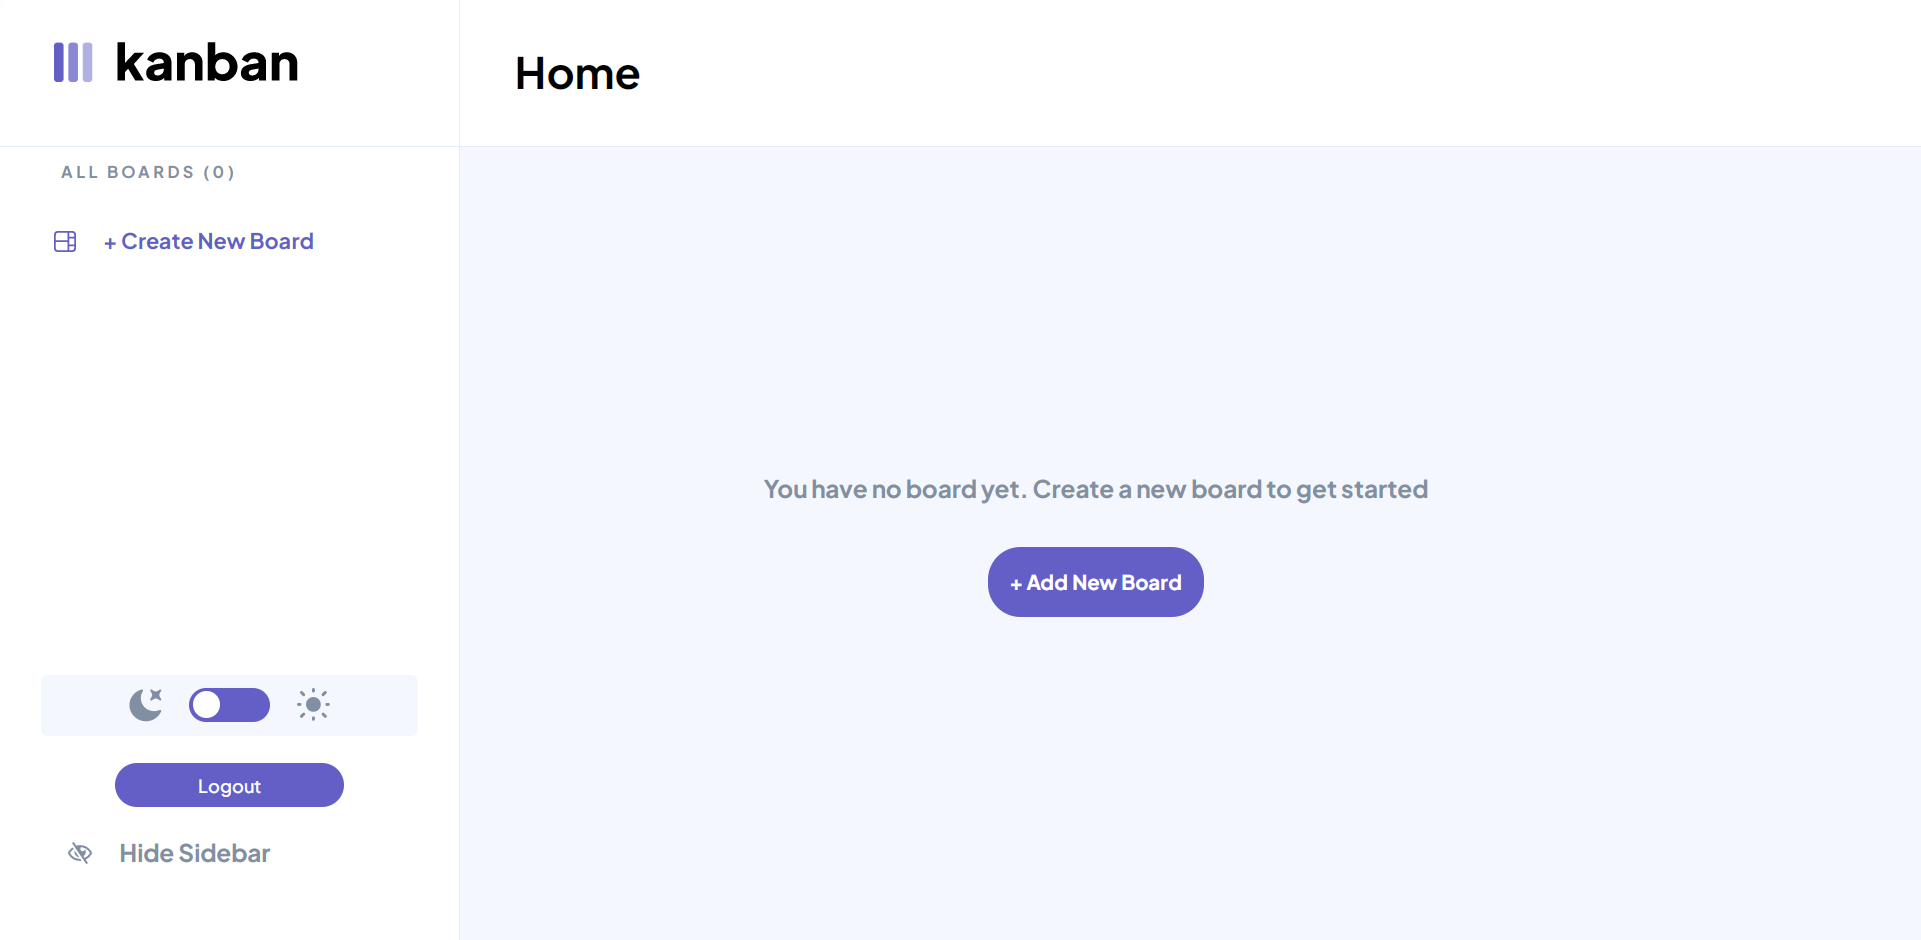 kanban
Home
ALL BOARDS (0)
+ Create New Board
You have no board yet. Create a new board to get started
+ Add New Board
Logout
Hide Sidebar